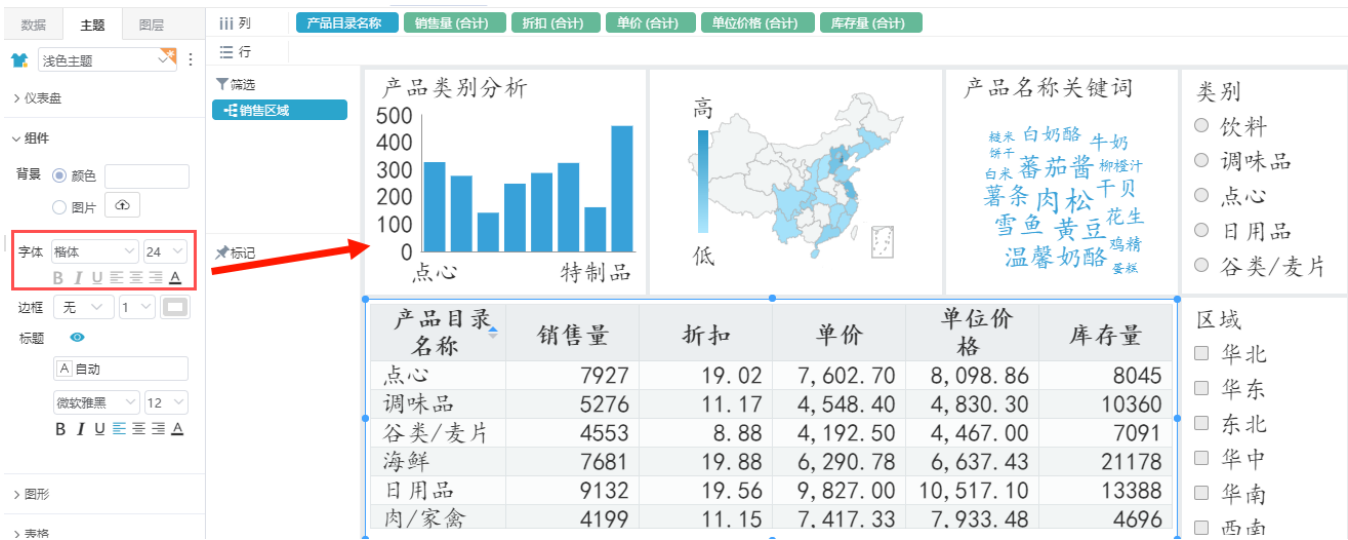 数据 主题 图层
浅色主题
仪表盘
组件
背景 颜色
图片
字体 楷体 24
B I U A
边框 无 1
标题
A 自动
微软雅黑 12
B I U A
图形
表格
列 产品目录名称 销售量 (合计) 折扣 (合计) 单价 (合计) 单位价格 (合计) 库存量 (合计)
行
筛选
销售区域
标记
产品类别分析
500
400
300
200
100
0
点心 特制品
高
低
产品名称关键词
糙米 白奶酪 牛奶
饼干
白米 蕃茄酱 柳橙汁
薯条 肉松 干贝
雪鱼 黄豆 花生
温馨奶酪 鸡精
蛋糕
类别
饮料
调味品
点心
日用品
谷类/麦片
产品目录名称 销售量 折扣 单价 单位价格 库存量
点心 7927 19.02 7,602.70 8,098.86 8045
调味品 5276 11.17 4,548.40 4,830.30 10360
谷类/麦片 4553 8.88 4,192.50 4,467.00 7091
海鲜 7681 19.88 6,290.78 6,637.43 21178
日用品 9132 19.56 9,827.00 10,517.10 13388
肉/家禽 4199 11.15 7,417.33 7,933.48 4696
区域
华北
华东
东北
华中
华南
西南